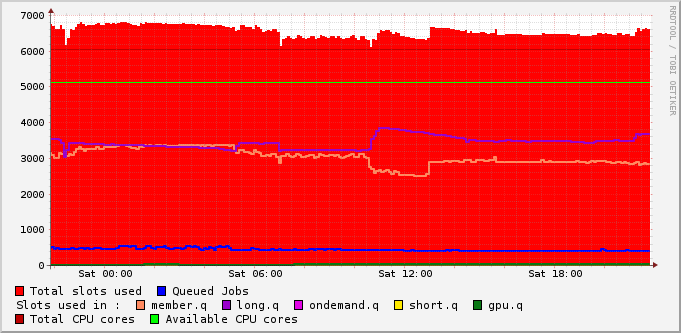 7000
6000
5000
4000
3000
2000
1000
0
Sat 00:00 Sat 06:00 Sat 12:00 Sat 18:00
RRDTOOL / TOBI OETIKER
Total slots used Queued Jobs
Slots used in : member.q long.q ondemand.q short.q gpu.q
Total CPU cores Available CPU cores